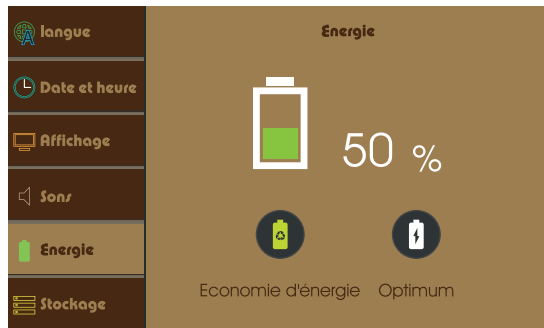 langue
Date et heure
Affichage
Sons
Energie
Stockage
Energie
50 %
Economie d'énergie
Optimum